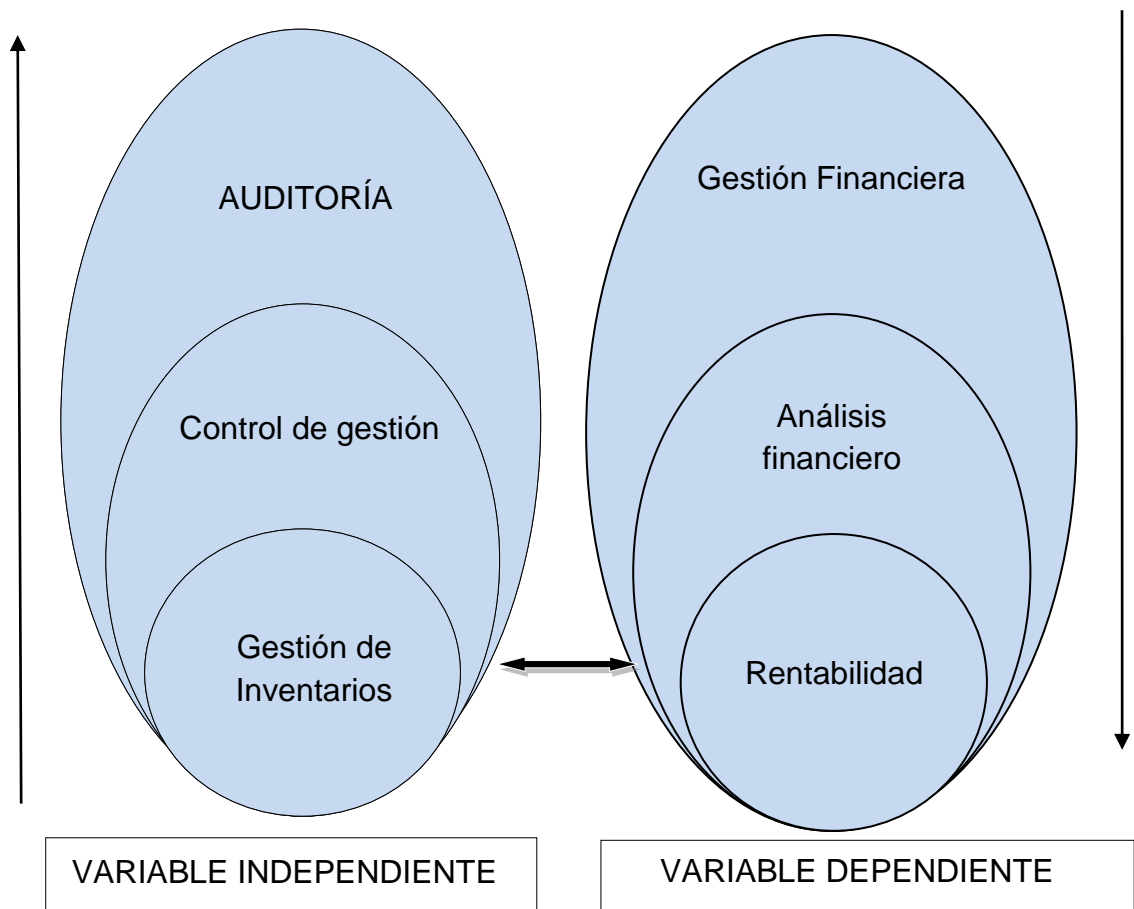 AUDITORÍA
Control de gestión
Gestión de
Inventarios
VARIABLE INDEPENDIENTE
Gestión Financiera
Análisis
financiero
Rentabilidad
VARIABLE DEPENDIENTE